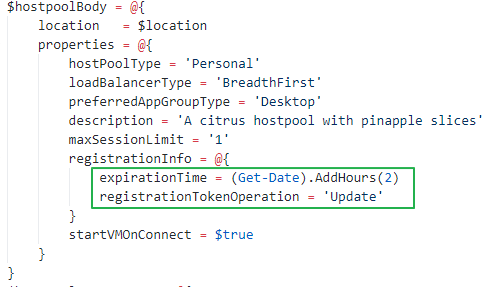 $hostpoolBody = @{
location = $location
properties = @{
hostPoolType = 'Personal'
loadBalancerType = 'BreadthFirst'
preferredAppGroupType = 'Desktop'
description = 'A citrus hostpool with pinapple slices'
maxSessionLimit = '1'
registrationInfo = @{
expirationTime = (Get-Date).AddHours(2)
registrationTokenOperation = 'Update'
}
startVMOnConnect = $true
}
}